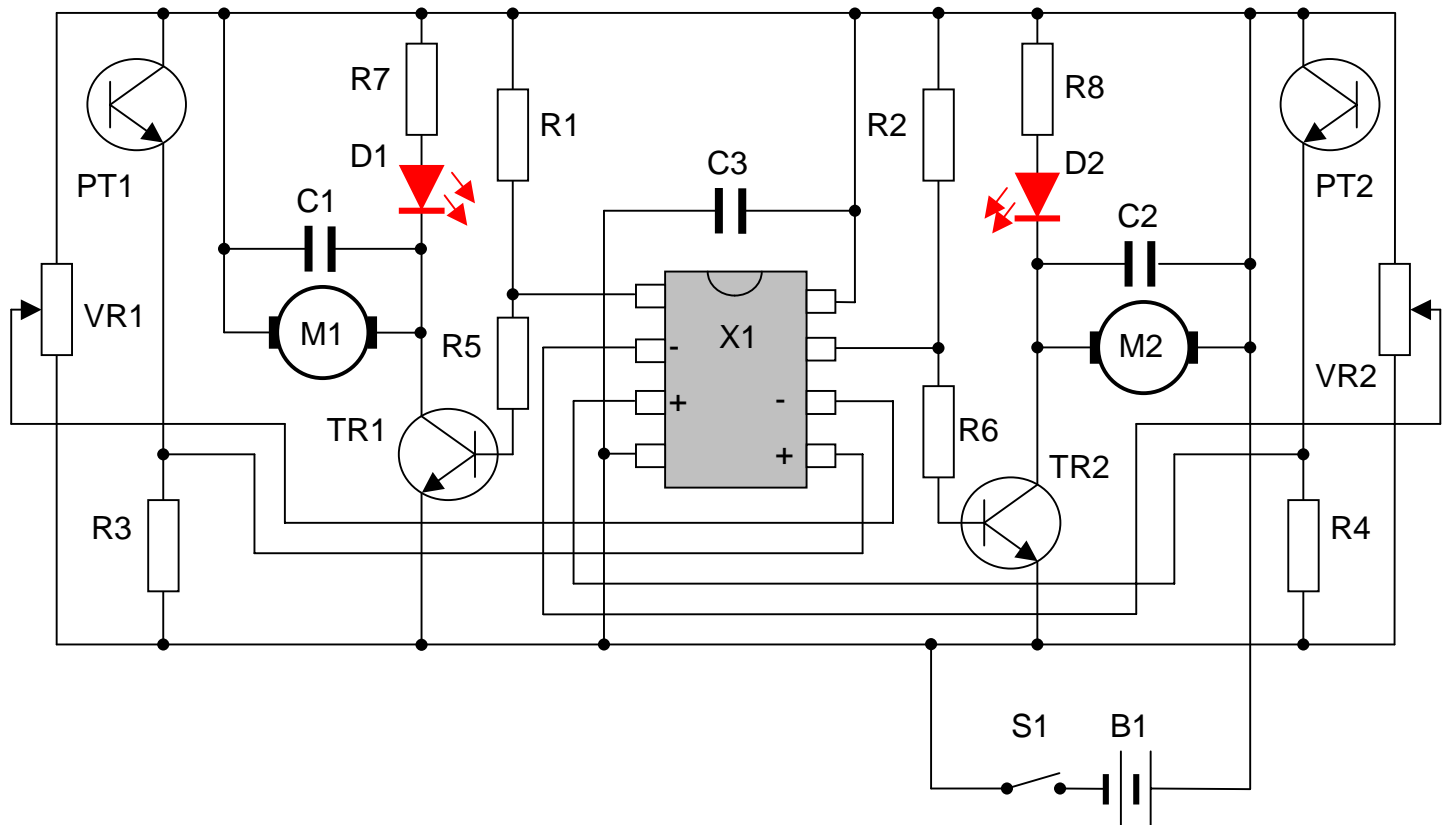 R7
R8
R1
R2
D1
C3
D2
PT1
PT2
C1
C2
VR1
M1
X1
R5
-
M2
VR2
+
-
TR1
R6
+
TR2
R3
R4
S1
B1